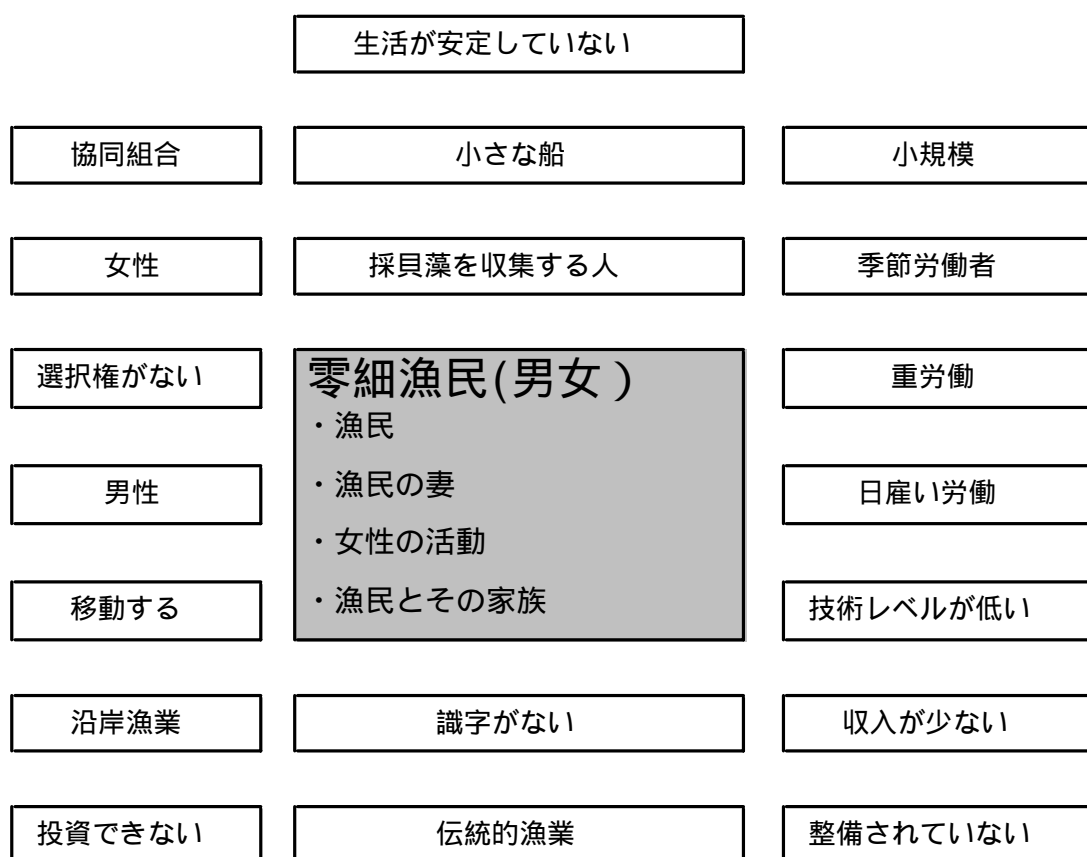 生活が安定していない
協同組合
小さな船
小規模
女性
採貝藻を収集する人
季節労働者
選択権がない
零細漁民(男女)
重労働
・漁民
男性
・漁民の妻
日雇い労働
・女性の活動
移動する
・漁民とその家族
技術レベルが低い
沿岸漁業
識字がない
収入が少ない
投資できない
伝統的漁業
整備されていない